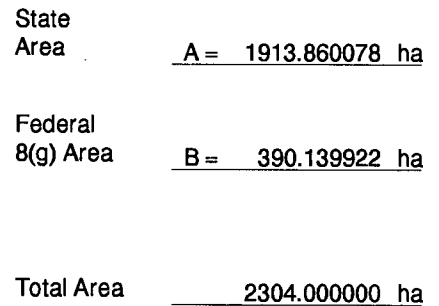 State
Area A = 1913.860078 ha
Federal
8(g) Area B = 390.139922 ha
Total Area 2304.000000 ha